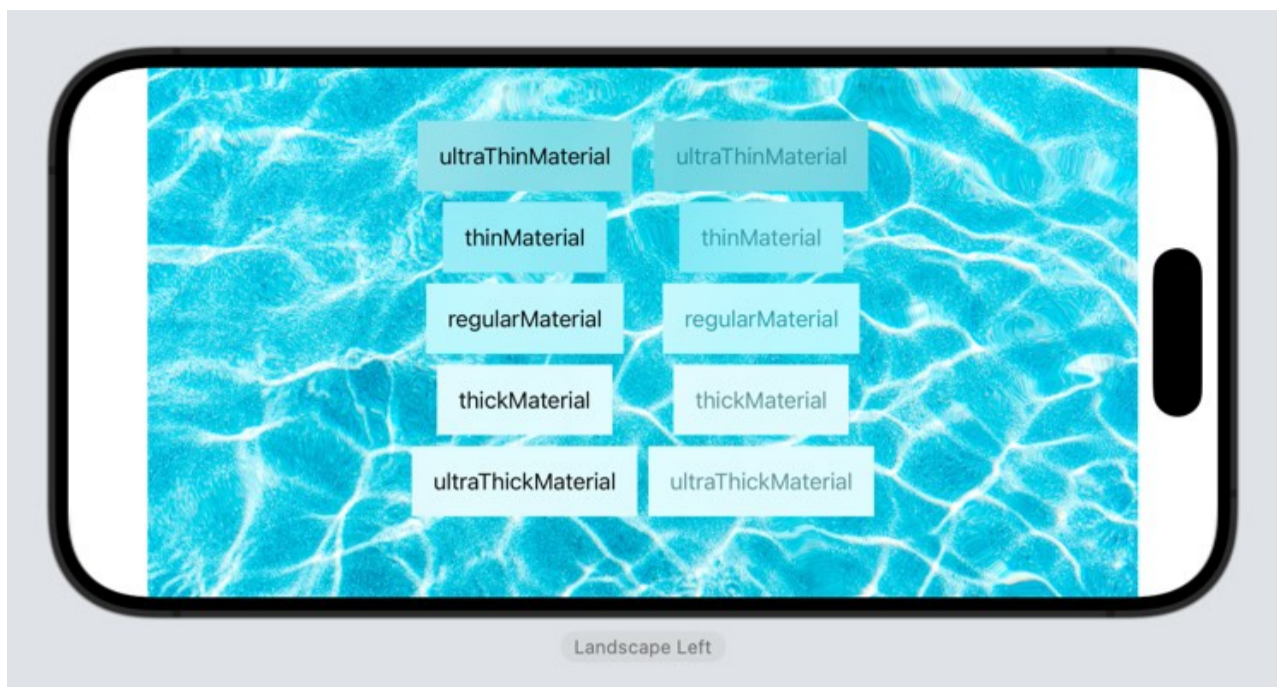 ultraThinMaterial ultraThinMaterial
thinMaterial thinMaterial
regularMaterial regularMaterial
thickMaterial thickMaterial
ultraThickMaterial ultraThickMaterial
Landscape Left